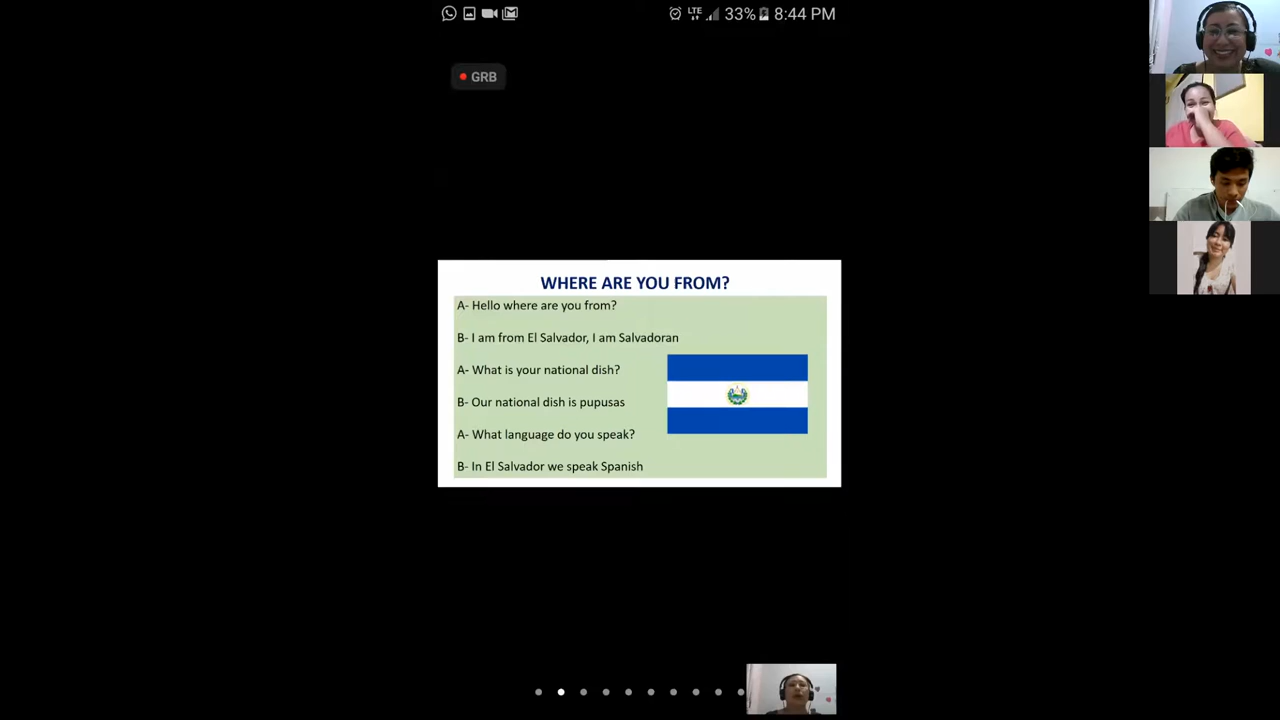 33% 8:44 PM
LTE
GRB
WHERE ARE YOU FROM?
A- Hello where are you from?
B- I am from El Salvador, I am Salvadoran
A- What is your national dish?
B- Our national dish is pupusas
A- What language do you speak?
B- In El Salvador we speak Spanish